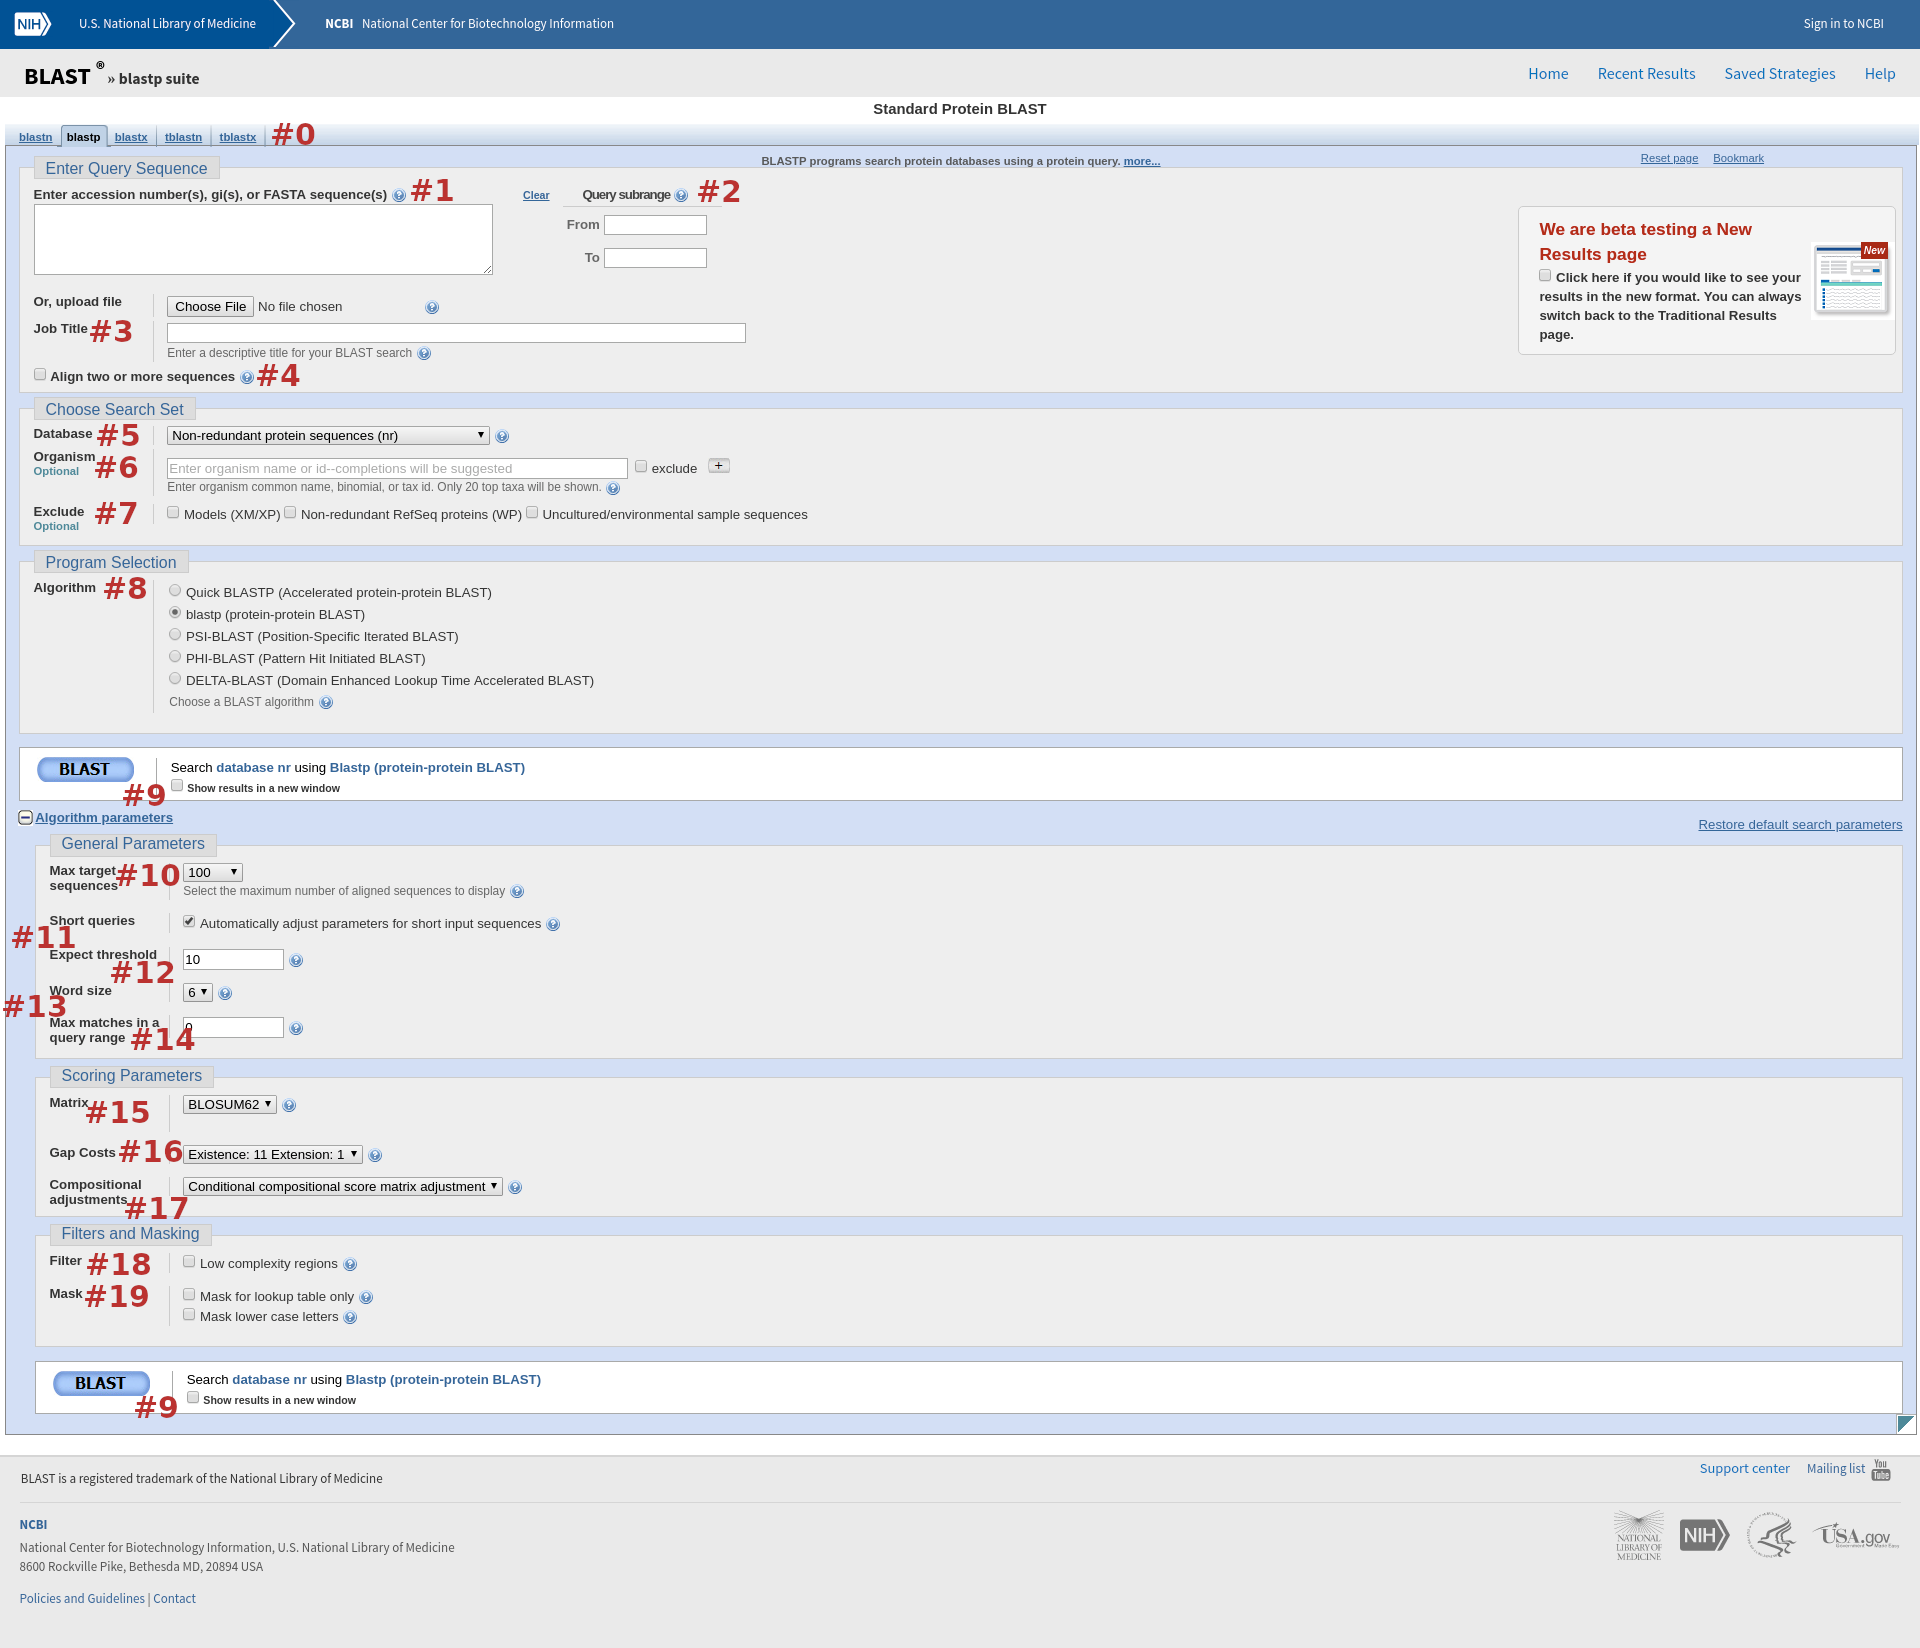 NIH U.S. National Library of Medicine NCBI National Center for Biotechnology Information Sign in to NCBI
BLAST ® » blastp suite Home Recent Results Saved Strategies Help
Standard Protein BLAST
blastn blastp blastx tblastn tblastx #0
Enter Query Sequence BLASTP programs search protein databases using a protein query. more... Reset page Bookmark
Enter accession number(s), gi(s), or FASTA sequence(s) #1 Clear Query subrange #2
From
To
We are beta testing a New
Results page
New
Click here if you would like to see your
results in the new format. You can always
switch back to the Traditional Results
page.
Or, upload file Choose File No file chosen
Job Title #3
Enter a descriptive title for your BLAST search
Align two or more sequences #4
Choose Search Set
Database #5 Non-redundant protein sequences (nr)
Organism
Optional #6 Enter organism name or id--completions will be suggested exclude +
Enter organism common name, binomial, or tax id. Only 20 top taxa will be shown.
Exclude #7 Models (XM/XP) Non-redundant RefSeq proteins (WP) Uncultured/environmental sample sequences
Optional
Program Selection
Algorithm #8 Quick BLASTP (Accelerated protein-protein BLAST)
blastp (protein-protein BLAST)
PSI-BLAST (Position-Specific Iterated BLAST)
PHI-BLAST (Pattern Hit Initiated BLAST)
DELTA-BLAST (Domain Enhanced Lookup Time Accelerated BLAST)
Choose a BLAST algorithm
BLAST Search database nr using Blastp (protein-protein BLAST)
#9 Show results in a new window
Algorithm parameters Restore default search parameters
General Parameters
Max target
sequences #10 100
Select the maximum number of aligned sequences to display
Short queries Automatically adjust parameters for short input sequences
#11
Expect threshold 10
#12
Word size 6
#13
Max matches in a
query range #14 0
Scoring Parameters
Matrix #15 BLOSUM62
Gap Costs #16 Existence: 11 Extension: 1
Compositional
adjustments #17 Conditional compositional score matrix adjustment
Filters and Masking
Filter #18 Low complexity regions
Mask #19 Mask for lookup table only
Mask lower case letters
BLAST Search database nr using Blastp (protein-protein BLAST)
#9 Show results in a new window
BLAST is a registered trademark of the National Library of Medicine Support center Mailing list You Tube
NCBI
National Center for Biotechnology Information, U.S. National Library of Medicine
8600 Rockville Pike, Bethesda MD, 20894 USA
Policies and Guidelines | Contact
NATIONAL
LIBRARY OF
MEDICINE
NIH
USA.gov